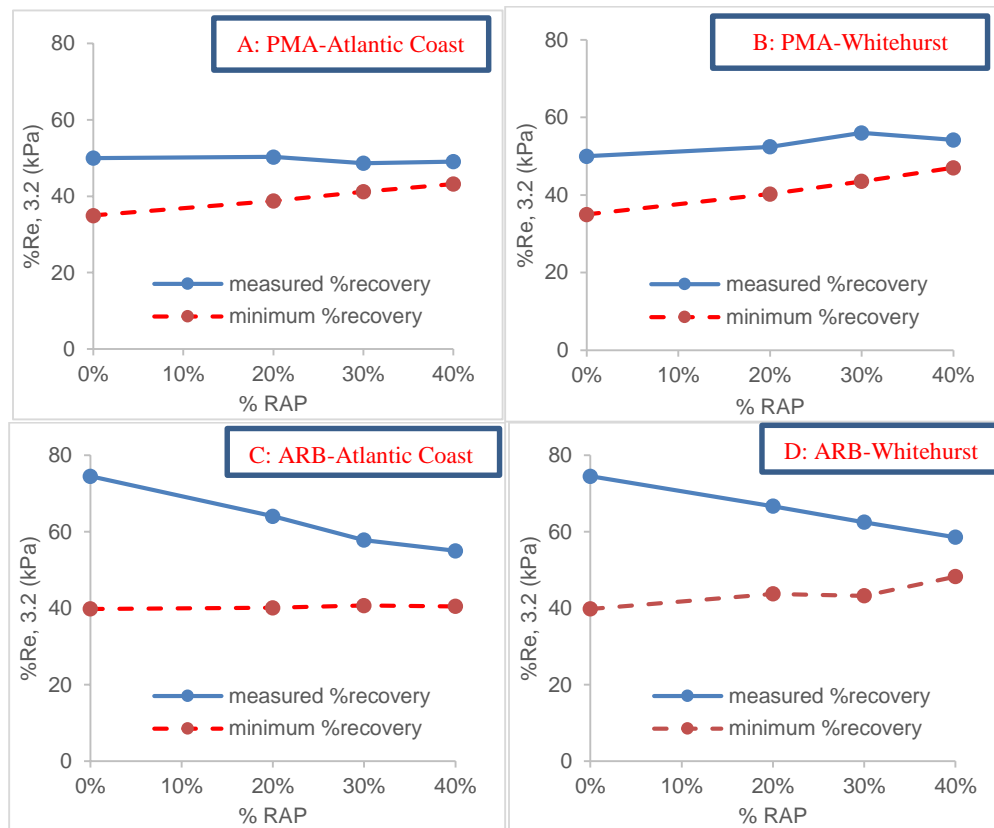 A: PMA-Atlantic Coast
80
60
40
20
0
%Re, 3.2 (kPa)
measured %recovery
minimum %recovery
0% 10% 20% 30% 40%
% RAP
B: PMA-Whitehurst
80
60
40
20
0
%Re, 3.2 (kPa)
measured %recovery
minimum %recovery
0% 10% 20% 30% 40%
% RAP
C: ARB-Atlantic Coast
80
60
40
20
0
%Re, 3.2 (kPa)
measured %recovery
minimum %recovery
0% 10% 20% 30% 40%
% RAP
D: ARB-Whitehurst
80
60
40
20
0
%Re, 3.2 (kPa)
measured %recovery
minimum %recovery
0% 10% 20% 30% 40%
% RAP